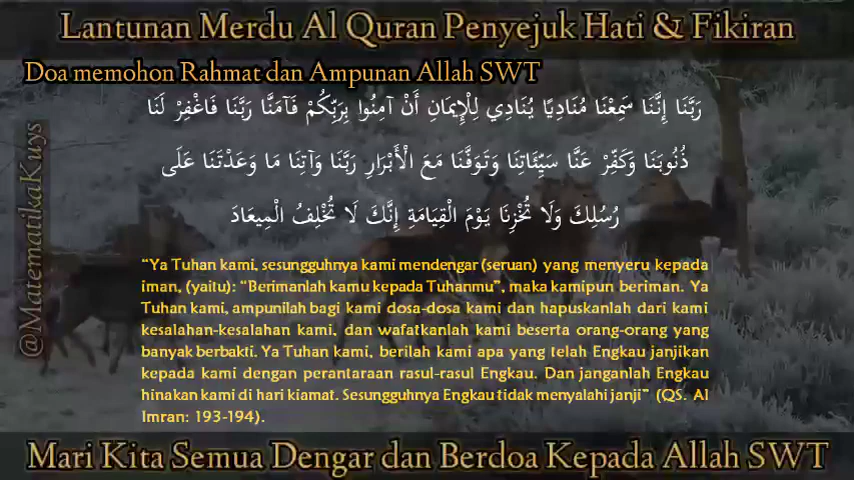 Lantunan Merdu Al Quran Penyejuk Hati & Fikiran
Doa memohon Rahmat dan Ampunan Allah SWT
رَبَّنَا إِنَّنَا سَمِعْنَا مُنَادِيًا يُنَادِي لِلْإِيمَانِ أَنْ آمِنُوا بِرَبِّكُمْ فَآمَنَّا رَبَّنَا فَاغْفِرْ لَنَا
ذُنُوبَنَا وَكَفِّرْ عَنَّا سَيِّئَاتِنَا وَتَوَفَّنَا مَعَ الْأَبْرَارِ رَبَّنَا وَآتِنَا مَا وَعَدْتَنَا عَلَى
رُسُلِكَ وَلَا تُخْزِنَا يَوْمَ الْقِيَامَةِ إِنَّكَ لَا تُخْلِفُ الْمِيعَادَ
@MatematikaKuys
“Ya Tuhan kami, sesungguhnya kami mendengar (seruan) yang menyeru kepada
iman, (yaitu): “Berimanlah kamu kepada Tuhanmu”, maka kamipun beriman. Ya
Tuhan kami, ampunilah bagi kami dosa-dosa kami dan hapuskanlah dari kami
kesalahan-kesalahan kami, dan wafatkanlah kami beserta orang-orang yang
banyak berbakti. Ya Tuhan kami, berilah kami apa yang telah Engkau janjikan
kepada kami dengan perantaraan rasul-rasul Engkau. Dan janganlah Engkau
hinakan kami di hari kiamat. Sesungguhnya Engkau tidak menyalahi janji” (QS. Al
Imran: 193-194).
Mari Kita Semua Dengar dan Berdoa Kepada Allah SWT